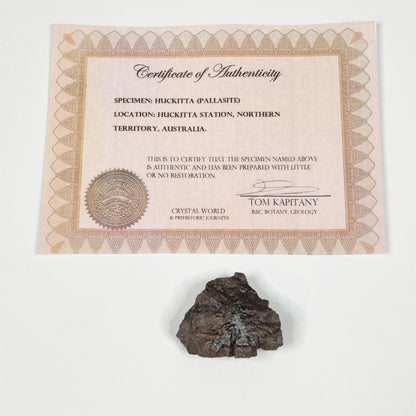 Certificate of Authenticity
SPECIMEN: HUCKITTA (PALLASITE)
LOCATION: HUCKITTA STATION, NORTHERN
TERRITORY, AUSTRALIA.
THIS IS TO CERTIFY THAT THE SPECIMEN NAMED ABOVE
IS AUTHENTIC AND HAS BEEN PREPARED WITH LITTLE
OR NO RESTORATION.
TOM KAPITANY
BSC. BOTANY, GEOLOGY
CRYSTAL WORLD
& PREHISTORIC JOURNEYS